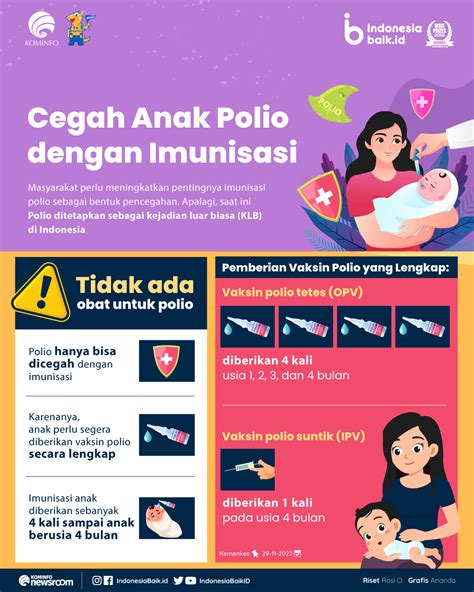 KOMINFO
Indonesia
baik.id
POLIO
Cegah Anak Polio
dengan Imunisasi
Masyarakat perlu meningkatkan pentingnya imunisasi
polio sebagai bentuk pencegahan. Apalagi, saat ini
Polio ditetapkan sebagai kejadian luar biasa (KLB)
di Indonesia
Tidak ada
obat untuk polio
Polio hanya bisa
dicegah dengan
imunisasi
Karenanya,
anak perlu segera
diberikan vaksin polio
secara lengkap
Imunisasi anak
diberikan sebanyak
4 kali sampai anak
berusia 4 bulan
Pemberian Vaksin Polio yang Lengkap:
Vaksin polio tetes (OPV)
diberikan 4 kali
usia 1, 2, 3, dan 4 bulan
Vaksin polio suntik (IPV)
diberikan 1 kali
pada usia 4 bulan
Kemenkes 29-11-2022
KOMINFO
newsroom
IndonesiaBaik.id
IndonesiaBaikID
Riset Rosi O. Grafis Ananda